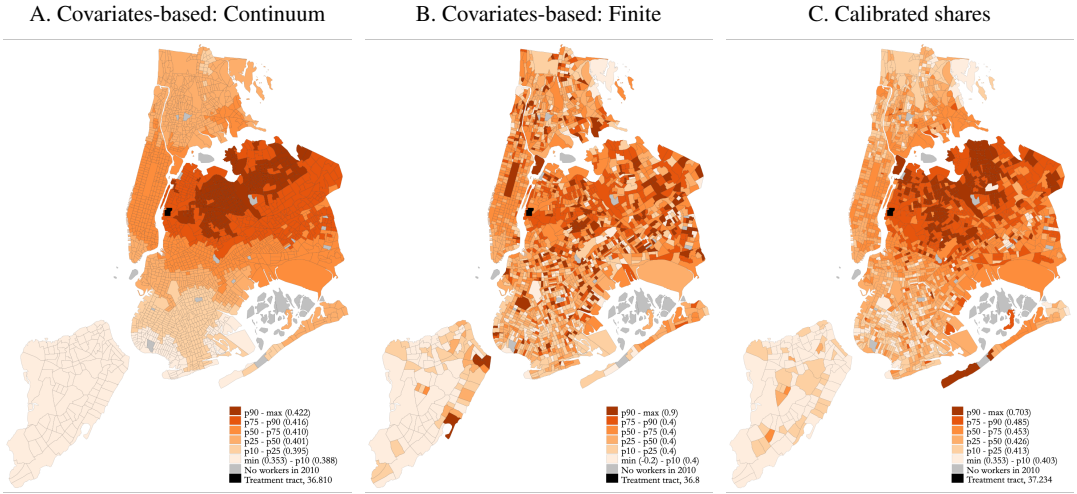 A. Covariates-based: Continuum
B. Covariates-based: Finite
C. Calibrated shares
p90 - max (0.422)
p75 - p90 (0.416)
p50 - p75 (0.410)
p25 - p50 (0.401)
p10 - p25 (0.395)
min (0.353) - p10 (0.388)
No workers in 2010
Treatment tract, 36.810
p90 - max (0.9)
p75 - p90 (0.4)
p50 - p75 (0.4)
p25 - p50 (0.4)
p10 - p25 (0.4)
min (-0.2) - p10 (0.4)
No workers in 2010
Treatment tract, 36.8
p90 - max (0.703)
p75 - p90 (0.485)
p50 - p75 (0.453)
p25 - p50 (0.426)
p10 - p25 (0.413)
min (0.353) - p10 (0.403)
No workers in 2010
Treatment tract, 37.234